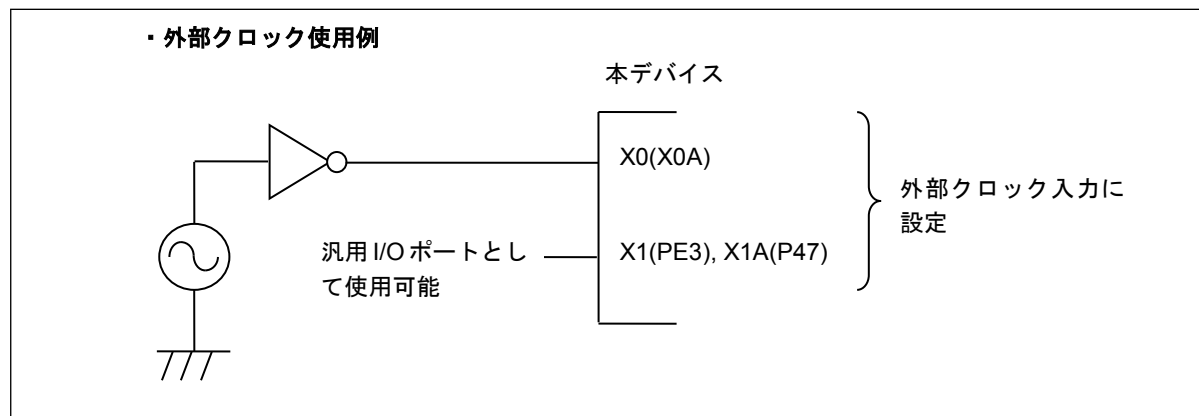 ・外部クロック使用例
本デバイス
X0(X0A)
外部クロック入力に
設定
汎用 I/O ポートとし
て使用可能
X1(PE3), X1A(P47)